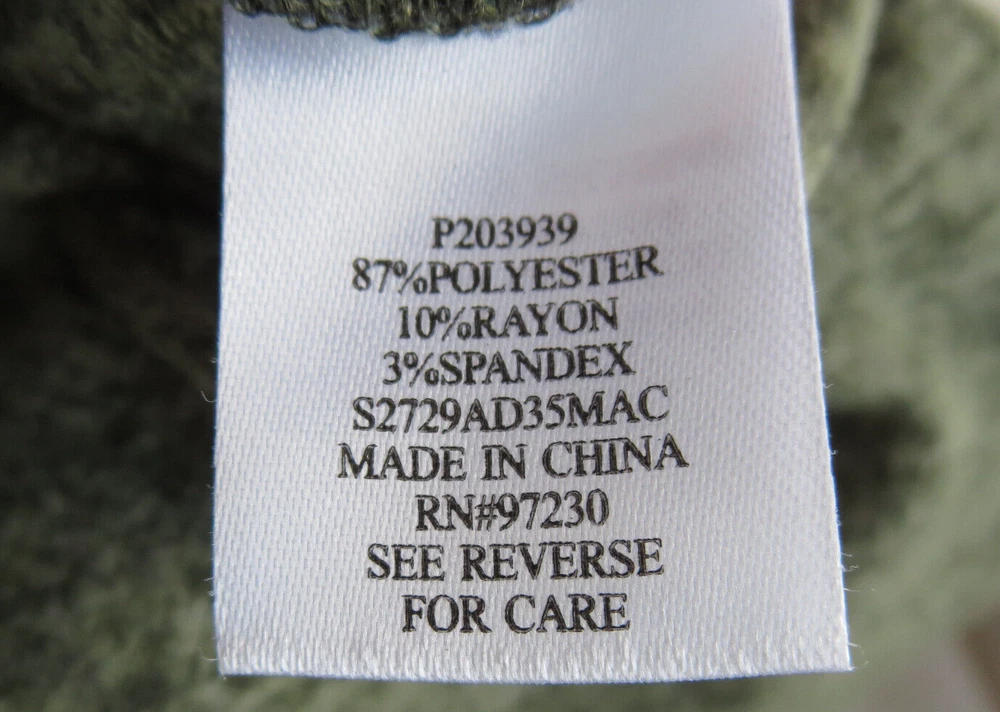 P203939
87%POLYESTER
10%RAYON
3%SPANDEX
S2729AD35MAC
MADE IN CHINA
RN#97230
SEE REVERSE
FOR CARE